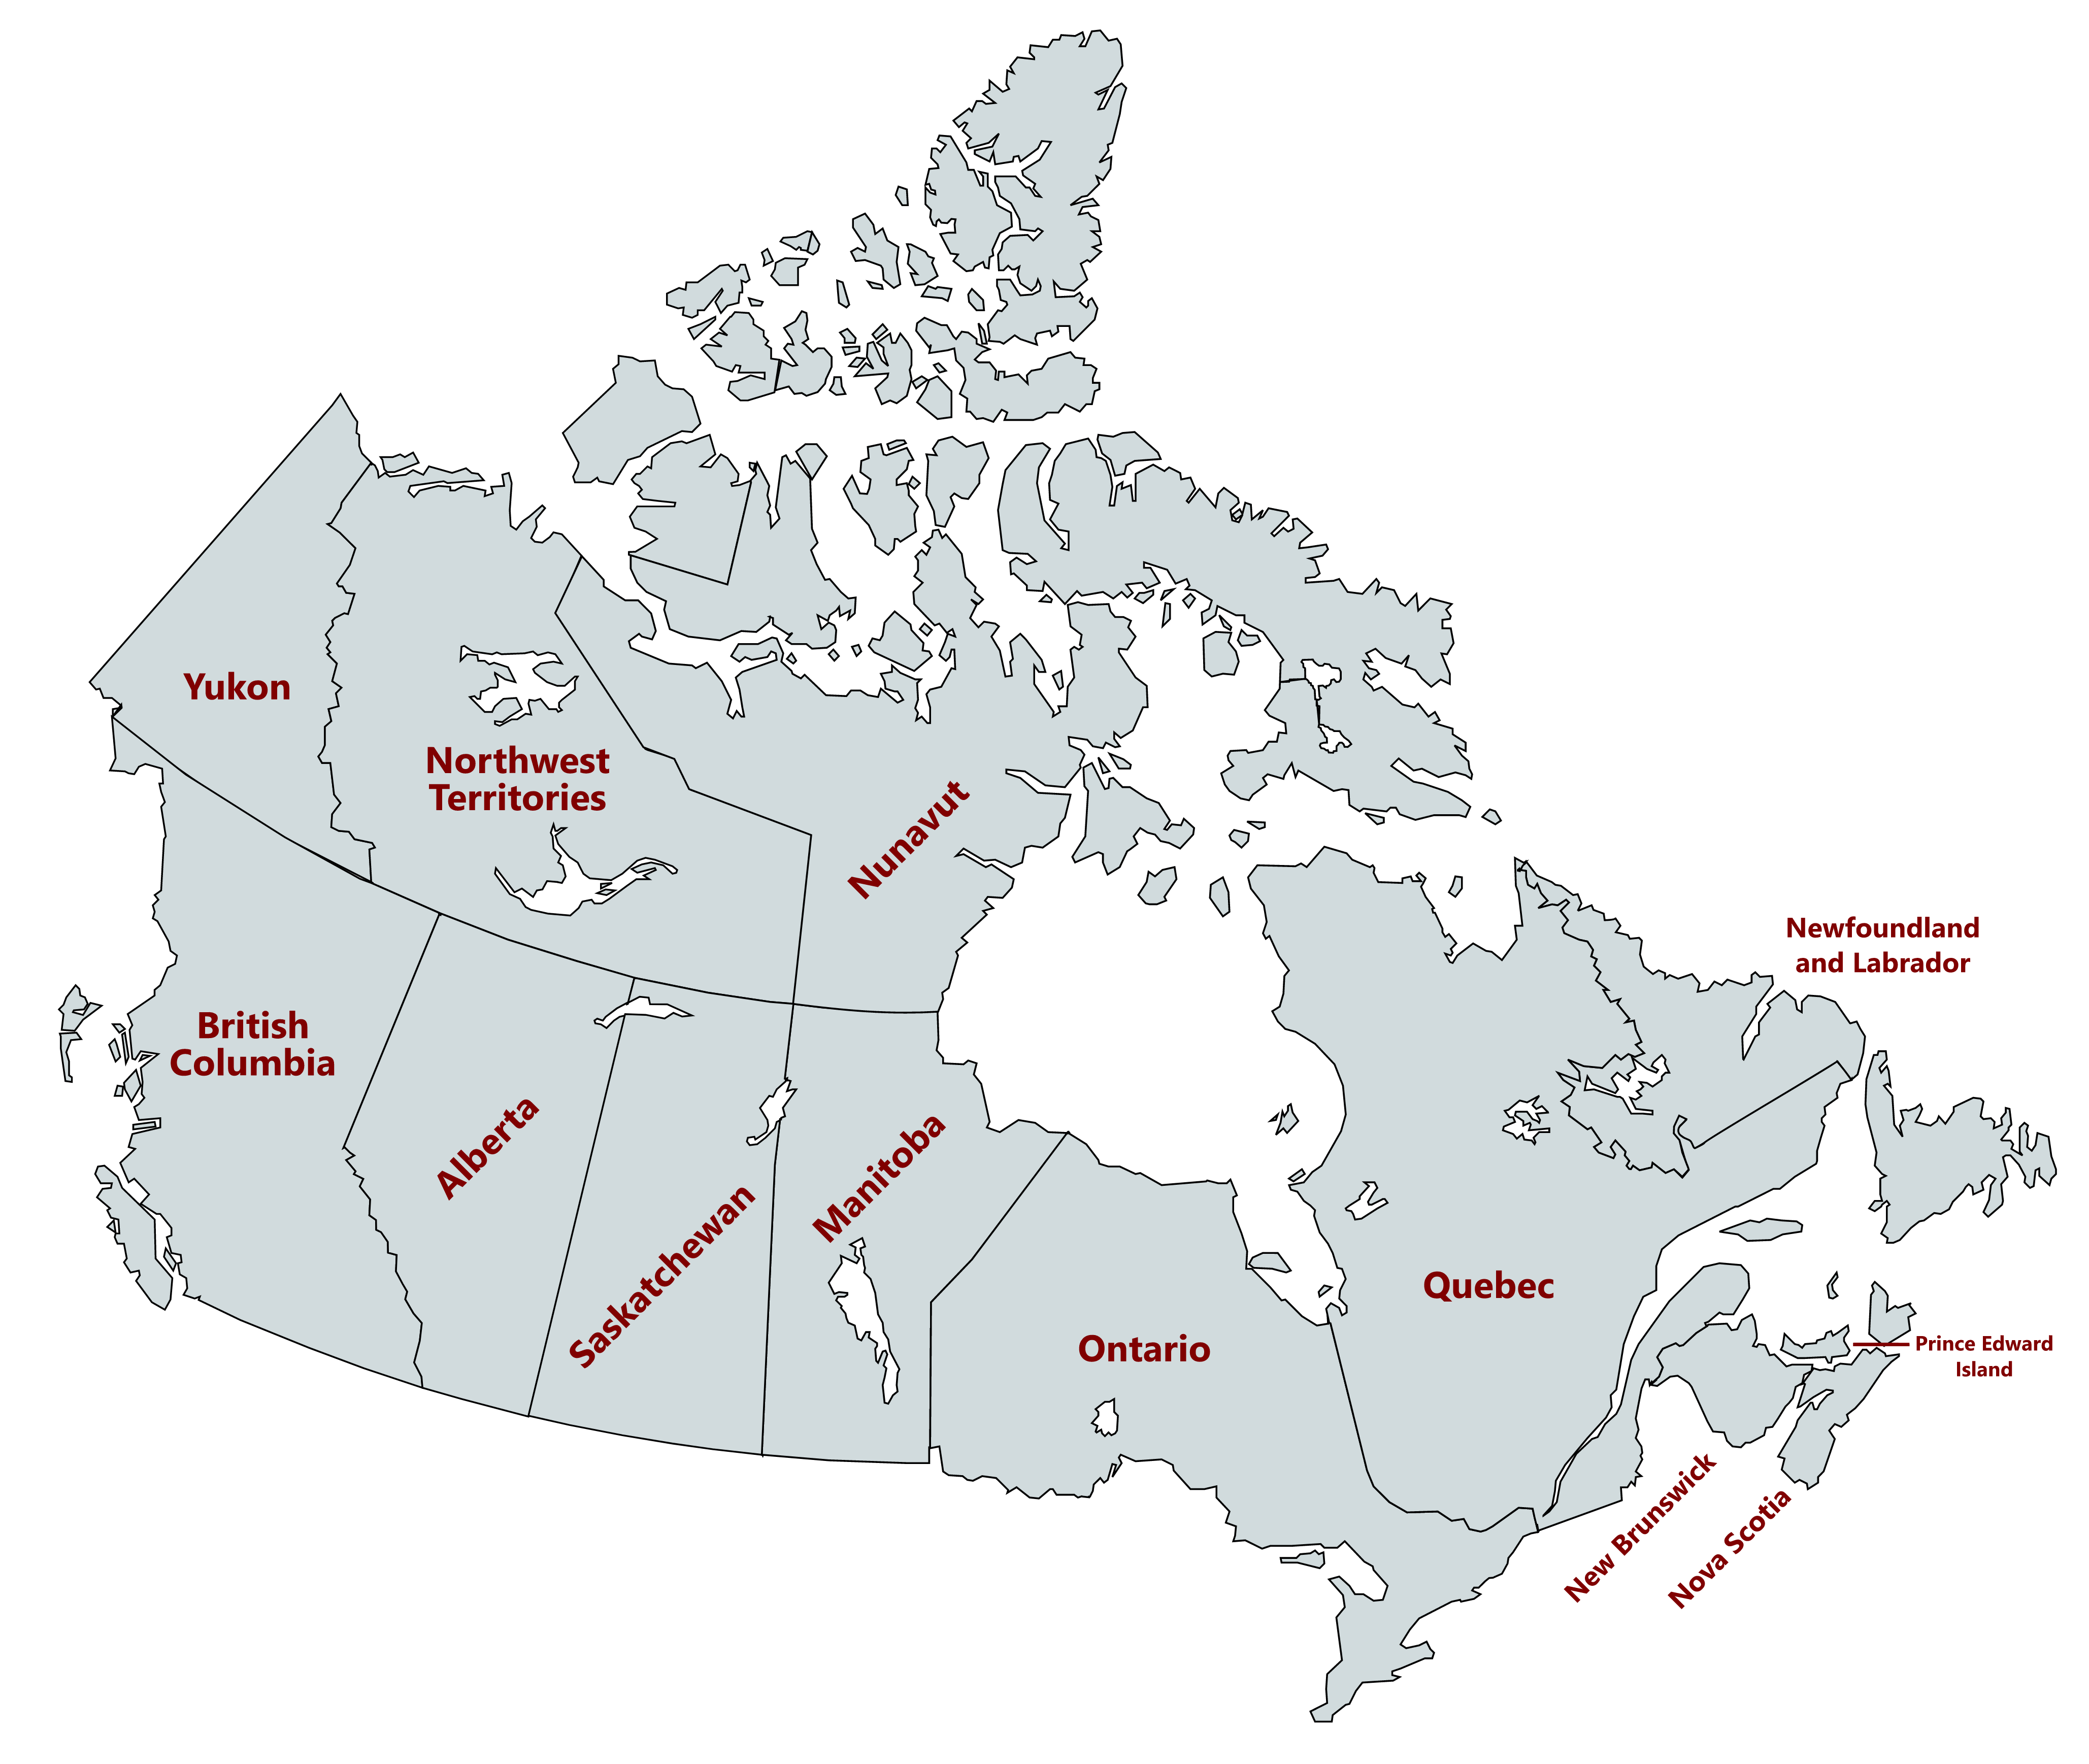 Yukon
Northwest
Territories
Nunavut
Newfoundland
and Labrador
British
Columbia
Alberta
Saskatchewan
Manitoba
Ontario
Quebec
Prince Edward
Island
New Brunswick
Nova Scotia